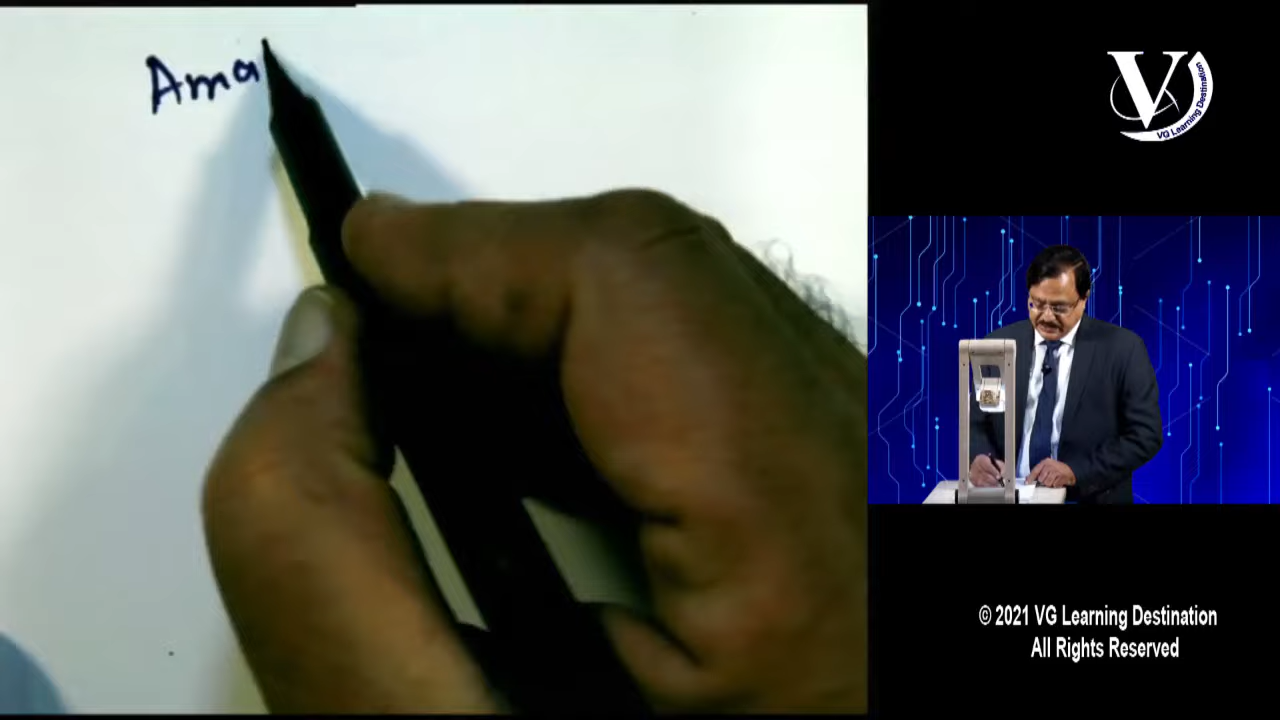 Ama
V
VG Learning Destination
© 2021 VG Learning Destination
All Rights Reserved